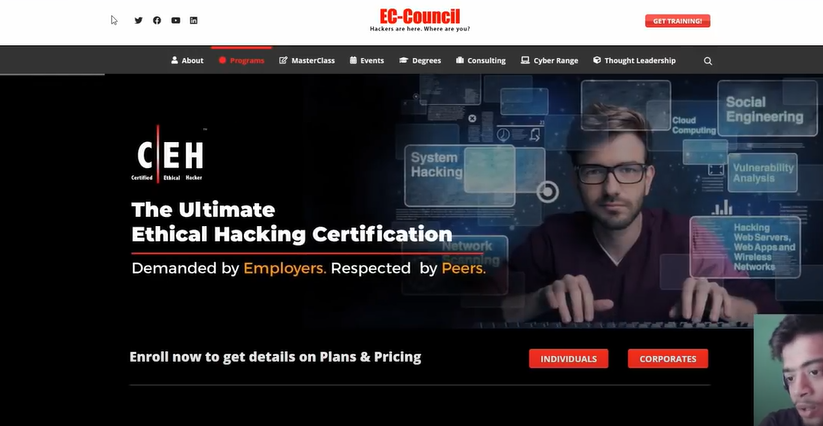 EC-Council
Hackers are here. Where are you?
GET TRAINING!
About
Programs
MasterClass
Events
Degrees
Consulting
Cyber Range
Thought Leadership
C|EH
Certified Ethical Hacker
The Ultimate
Ethical Hacking Certification
Demanded by Employers. Respected by Peers.
System
Hacking
Cloud
Computing
Social
Engineering
Vulnerability
Analysis
Network
Scanning
Hacking
Web Servers,
Web Apps and
Wireless
Networks
Enroll now to get details on Plans & Pricing
INDIVIDUALS
CORPORATES